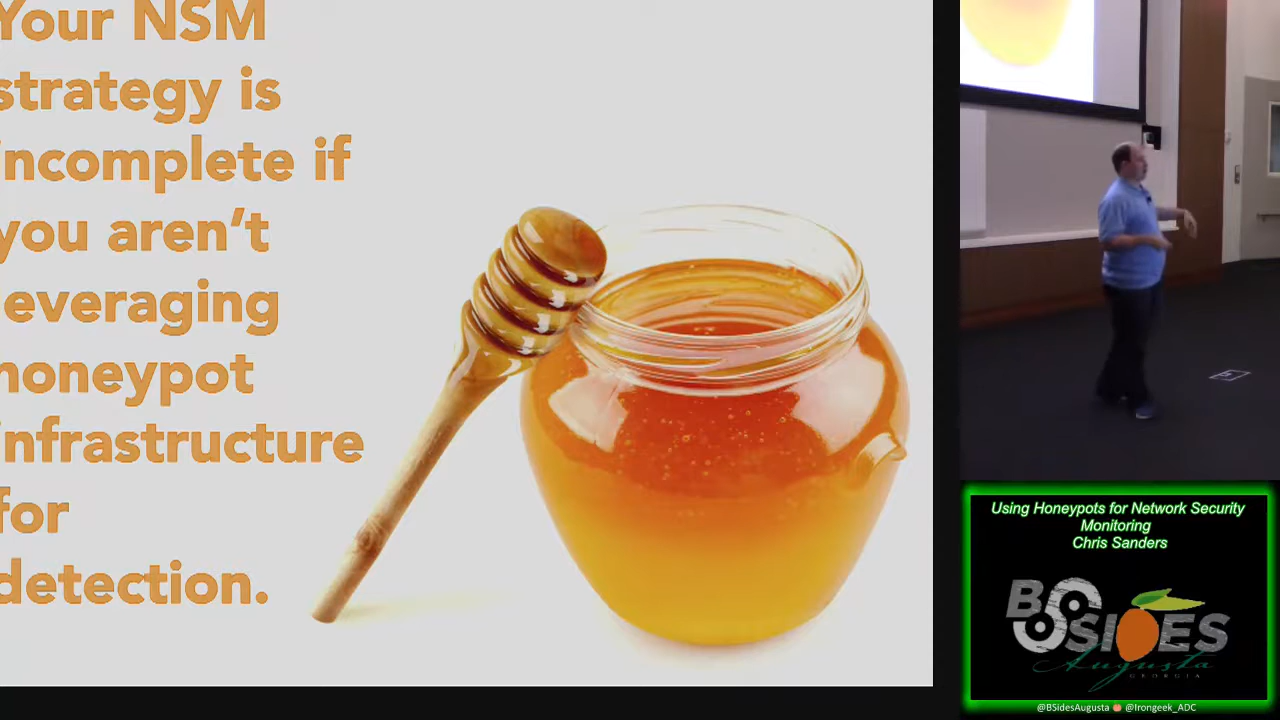 Your NSM
strategy is
incomplete if
you aren’t
leveraging
honeypot
infrastructure
for
detection.
Using Honeypots for Network Security
Monitoring
Chris Sanders
BSIDES
Augusta
GEORGIA
@BSidesAugusta @Irongeek_ADC